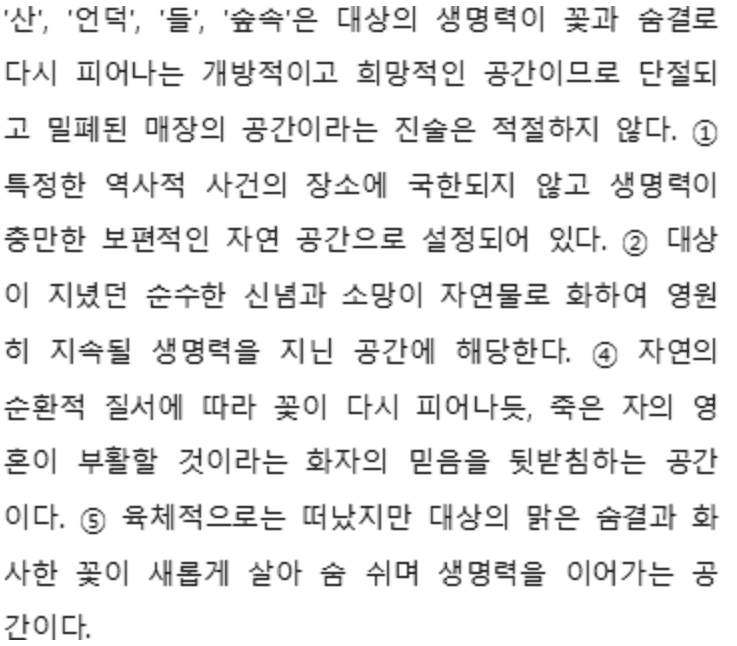 '산', '언덕', '들', '숲속'은 대상의 생명력이 꽃과 숨결로
다시 피어나는 개방적이고 희망적인 공간이므로 단절되
고 밀폐된 매장의 공간이라는 진술은 적절하지 않다. ①
특정한 역사적 사건의 장소에 국한되지 않고 생명력이
충만한 보편적인 자연 공간으로 설정되어 있다. ② 대상
이 지녔던 순수한 신념과 소망이 자연물로 화하여 영원
히 지속될 생명력을 지닌 공간에 해당한다. ④ 자연의
순환적 질서에 따라 꽃이 다시 피어나듯, 죽은 자의 영
혼이 부활할 것이라는 화자의 믿음을 뒷받침하는 공간
이다. ⑤ 육체적으로는 떠났지만 대상의 맑은 숨결과 화
사한 꽃이 새롭게 살아 숨 쉬며 생명력을 이어가는 공
간이다.